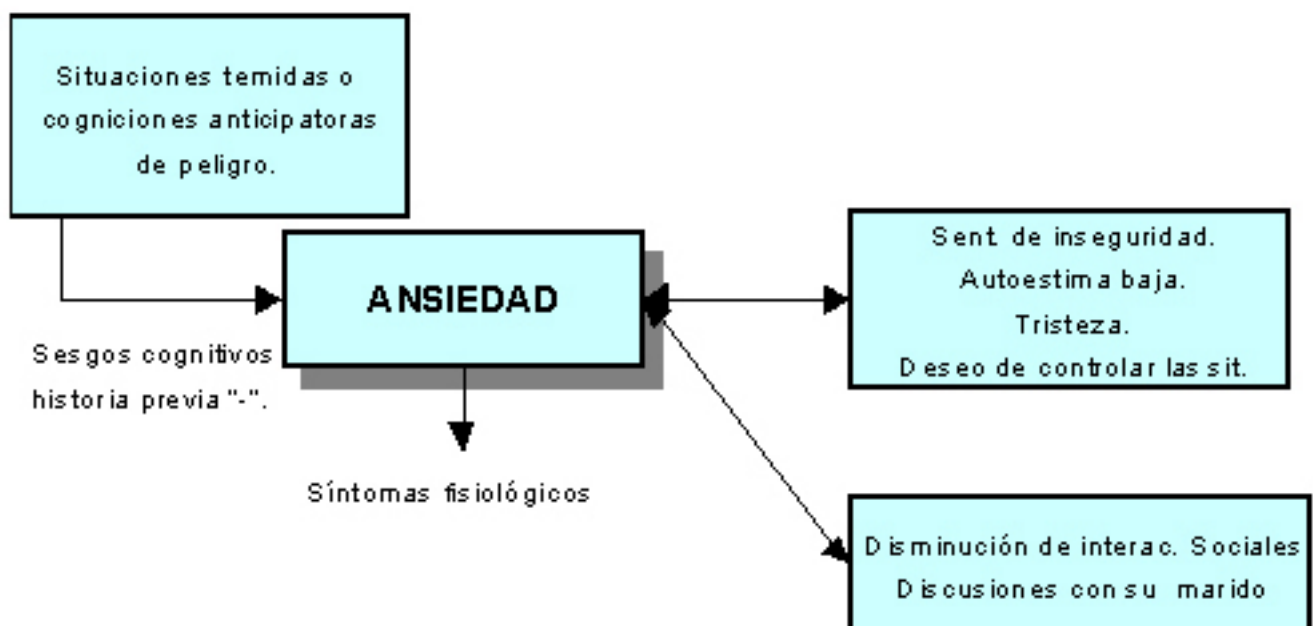 Situaciones temidas o
cogniciones anticipatoras
de peligro.
ANSIEDAD
Sesgos cognitivos
historia previa "-".
Síntomas fisiológicos
Sent. de inseguridad.
Autoestima baja.
Tristeza.
Deseo de controlar las sit.
Disminución de interac. Sociales
Discusiones con su marido